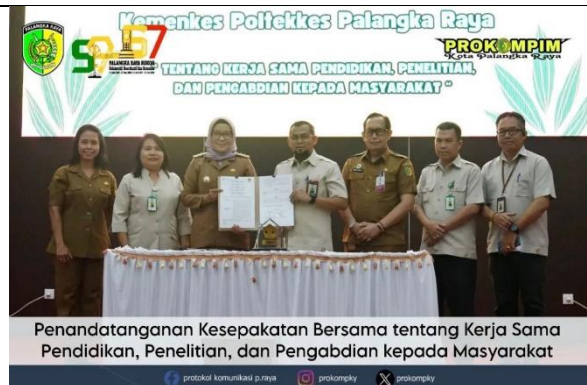 Kemenkes Poltekkes Palangka Raya
PROKOMPIM
Kota Palangka Raya
" TENTANG KERJA SAMA PENDIDIKAN, PENELITIAN,
DAN PENGABDIAN KEPADA MASYARAKAT "
Penandatanganan Kesepakatan Bersama tentang Kerja Sama
Pendidikan, Penelitian, dan Pengabdian kepada Masyarakat
protokol komunikasi p.raya
prokompky
prokompky